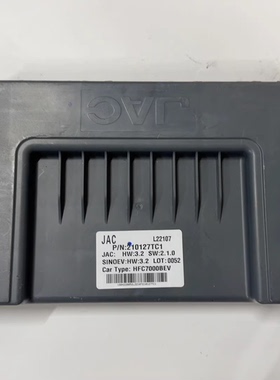 JAC
JAC L22107
P/N:210127TC1
JAC: HW:3.2 SW:2.1.0
SINOEV:HW:3.2 LOT:0052
Car Type: HFC7000BEV